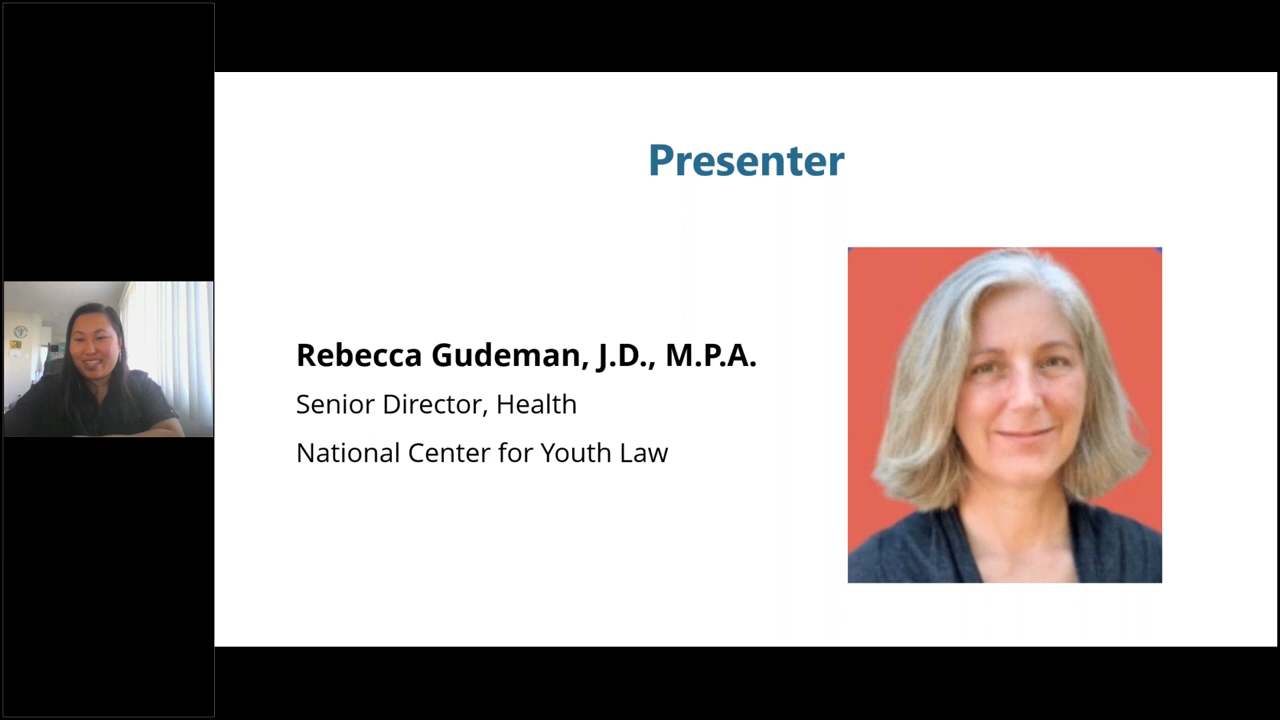 Presenter
Rebecca Gudeman, J.D., M.P.A.
Senior Director, Health
National Center for Youth Law